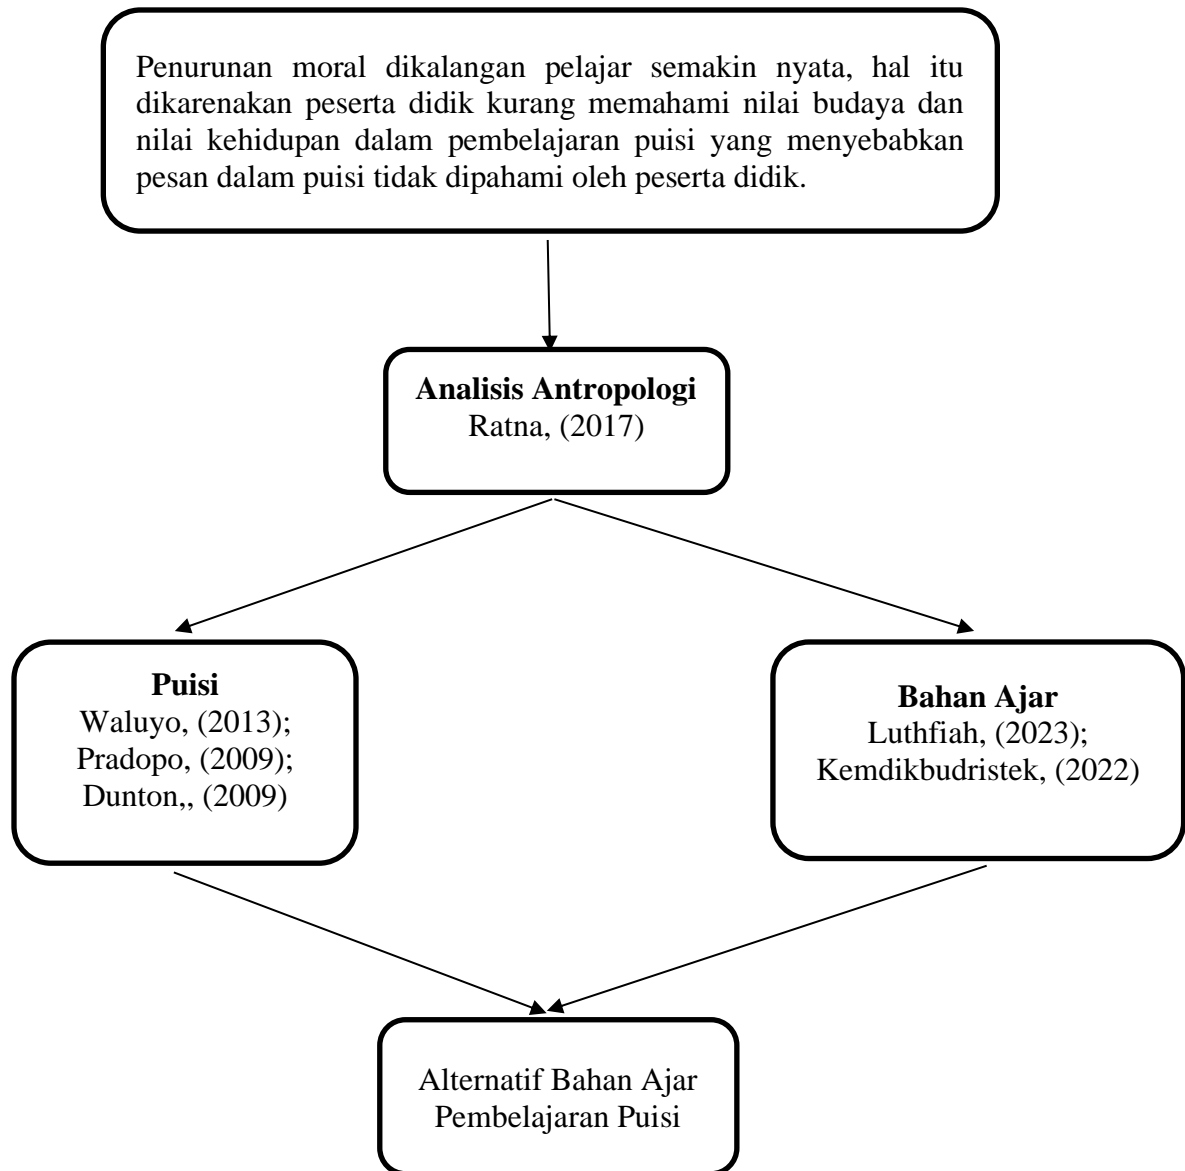 Penurunan moral dikalangan pelajar semakin nyata, hal itu
dikarenakan peserta didik kurang memahami nilai budaya dan
nilai kehidupan dalam pembelajaran puisi yang menyebabkan
pesan dalam puisi tidak dipahami oleh peserta didik.
Analisis Antropologi
Ratna, (2017)
Puisi
Waluyo, (2013);
Pradopo, (2009);
Dunton,, (2009)
Bahan Ajar
Luthfiah, (2023);
Kemdikbudristek, (2022)
Alternatif Bahan Ajar
Pembelajaran Puisi